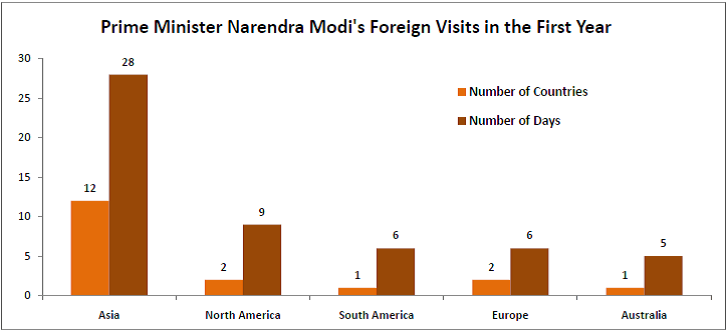 Prime Minister Narendra Modi's Foreign Visits in the First Year
30
25
20
15
10
5
0
12
28
2
9
1
6
2
6
1
5
Number of Countries
Number of Days
Asia
North America
South America
Europe
Australia